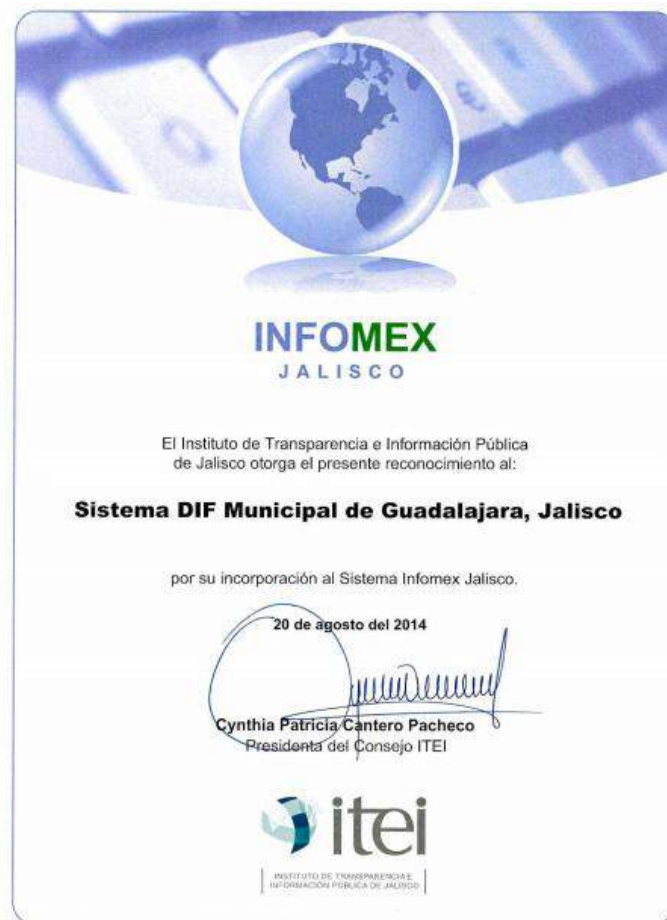 INFOMEX
JALISCO
El Instituto de Transparencia e Información Pública
de Jalisco otorga el presente reconocimiento al:
Sistema DIF Municipal de Guadalajara, Jalisco
por su incorporación al Sistema Infomex Jalisco.
20 de agosto del 2014
Cynthia Patricia Cantero Pacheco
Presidenta del Consejo ITEI
itei
INSTITUTO DE TRANSPARENCIA E
INFORMACIÓN PÚBLICA DE JALISCO